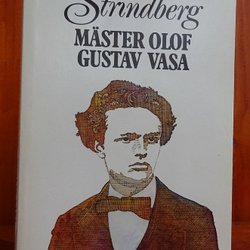 Strindberg
MÄSTER OLOF
GUSTAV VASA